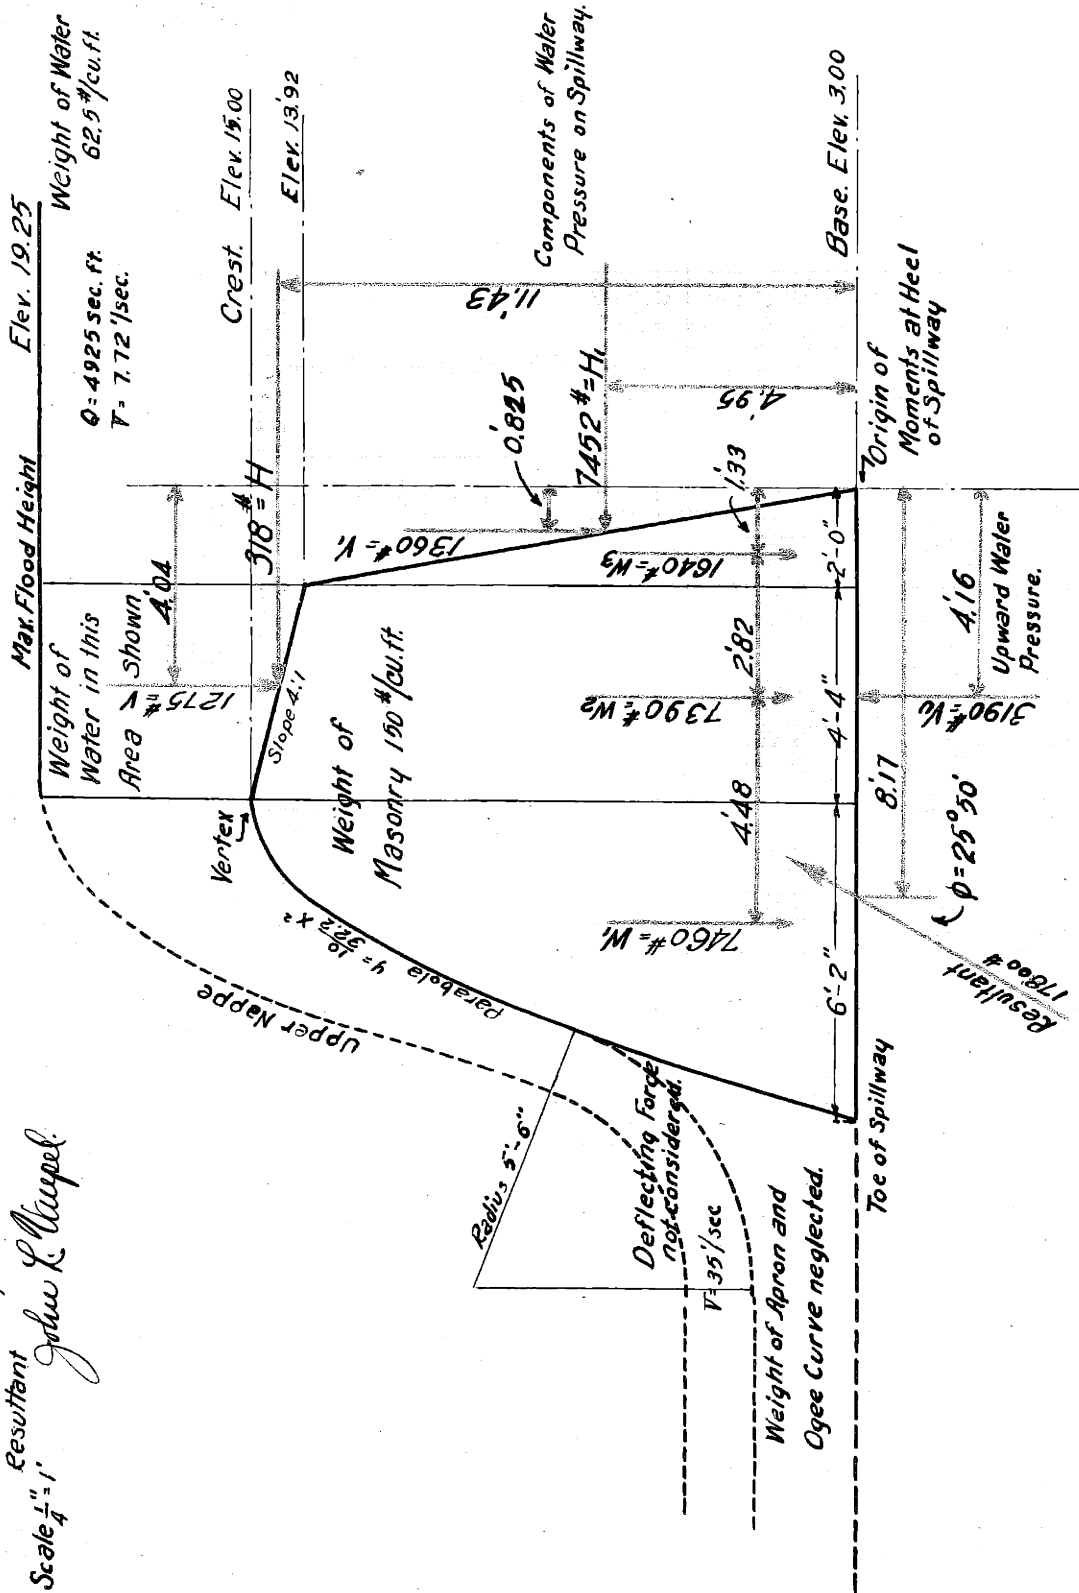 Resultant
Scale 1/4" = 1'
John R. Vaupel.
Max. Flood Height Elev. 19.25
Weight of Water
62.5 #/cu.ft.
Q = 4925 sec. ft.
V = 7.72'/sec.
Weight of
Water in this
Area Shown
4.'04
1275# = V
318# = H
Crest. Elev. 15.00
Elev. 13.'92
Vertex
Slope 4:1
Upper Nappe
Parabola y = 10/32.2 x²
Weight of
Masonry 150 #/cu.ft.
1360# = V₁
0.'825
7452# = H₁
11.'43
4.'95
Components of Water
Pressure on Spillway.
Radius 5'-6"
Deflecting Force
not considered.
V = 35'/sec
Weight of Apron and
Ogee Curve neglected.
7460# = W₁
7390# = W₂
1640# = W₃
4.'48
2.'82
1.'33
6'-2"
4'-4"
2'-0"
Base. Elev. 3.00
Toe of Spillway
Origin of
Moments at Heel
of Spillway
8.'17
4.'16
3190# = V₀
Upward Water
Pressure.
Ø = 25° 50'
Resultant
17800 #